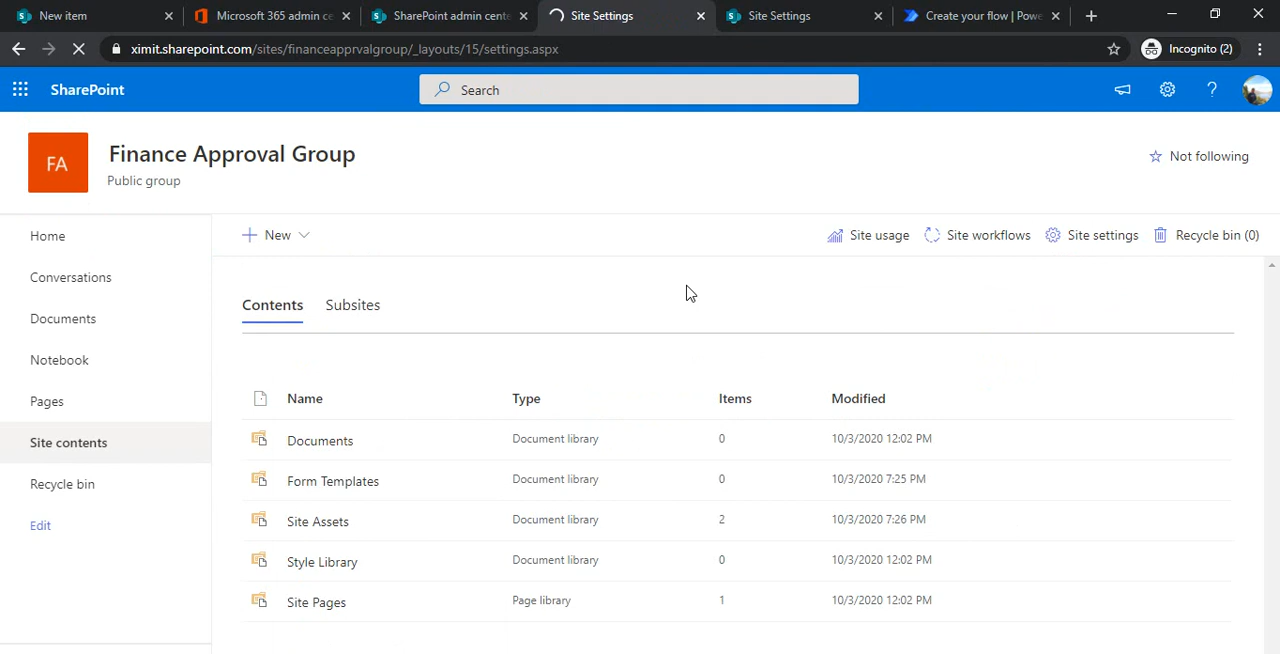 New item
Microsoft 365 admin ce
SharePoint admin cente
Site Settings
Site Settings
Create your flow | Powe
ximit.sharepoint.com/sites/financeapprvalgroup/_layouts/15/settings.aspx
Incognito (2)
SharePoint
Search
?
FA
Finance Approval Group
Public group
Not following
Home
Conversations
Documents
Notebook
Pages
Site contents
Recycle bin
Edit
New
Site usage
Site workflows
Site settings
Recycle bin (0)
Contents
Subsites
Name Type Items Modified
Documents Document library 0 10/3/2020 12:02 PM
Form Templates Document library 0 10/3/2020 7:25 PM
Site Assets Document library 2 10/3/2020 7:26 PM
Style Library Document library 0 10/3/2020 12:02 PM
Site Pages Page library 1 10/3/2020 12:02 PM